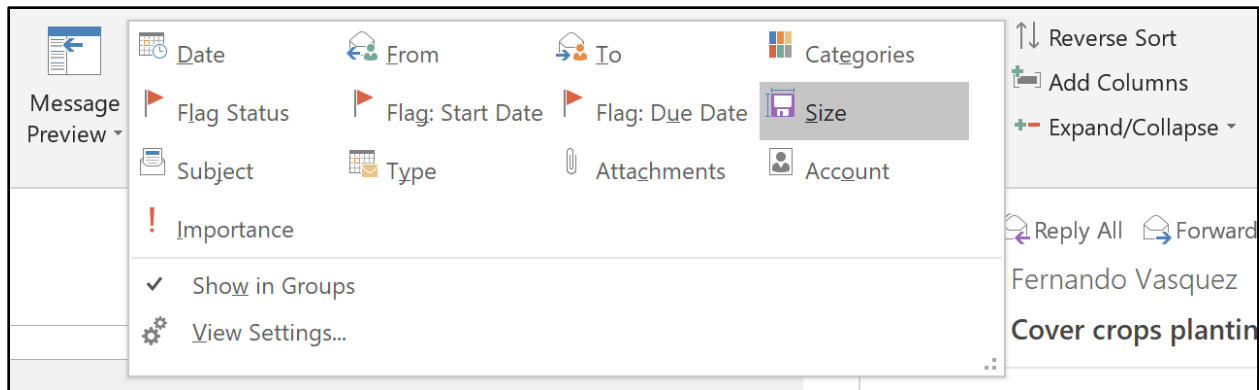 Message
Preview
Date From To Categories
Flag Status Flag: Start Date Flag: Due Date Size
Subject Type Attachments Account
! Importance
Show in Groups
View Settings...
Reverse Sort
Add Columns
Expand/Collapse
Reply All Forward
Fernando Vasquez
Cover crops plantin